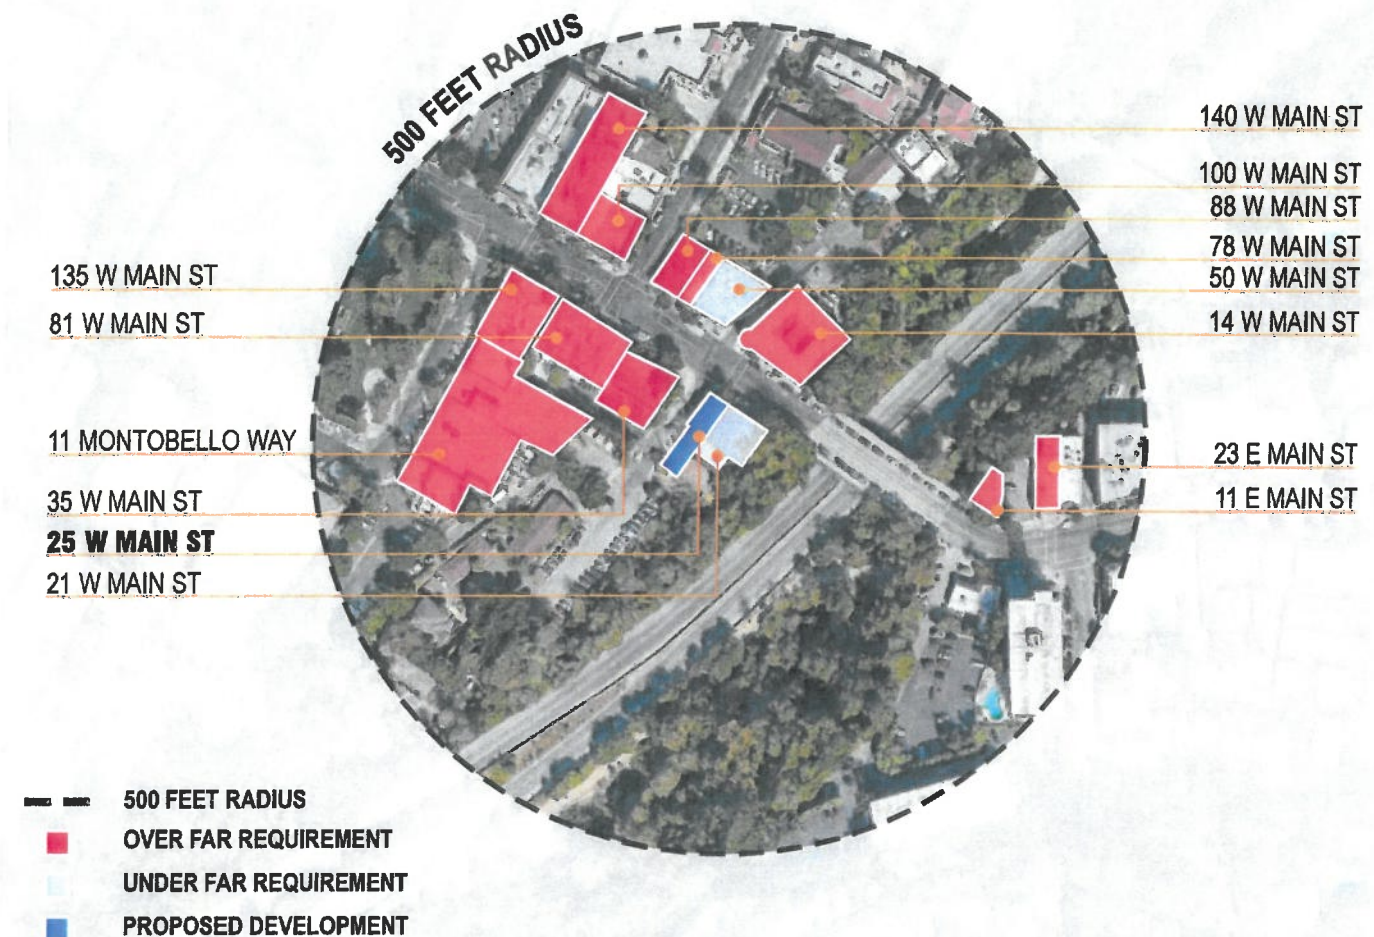 500 FEET RADIUS
140 W MAIN ST
100 W MAIN ST
88 W MAIN ST
78 W MAIN ST
50 W MAIN ST
14 W MAIN ST
23 E MAIN ST
11 E MAIN ST
135 W MAIN ST
81 W MAIN ST
11 MONTOBELLO WAY
35 W MAIN ST
25 W MAIN ST
21 W MAIN ST
500 FEET RADIUS
OVER FAR REQUIREMENT
UNDER FAR REQUIREMENT
PROPOSED DEVELOPMENT